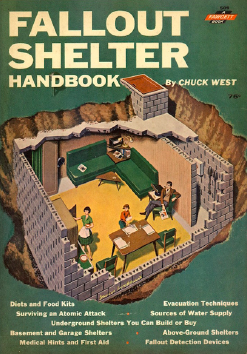 FALLOUT
A
FAWCETT
BOOK
SHELTER
HANDBOOK
By CHUCK WEST
Diets and Food Kits
Evacuation Techniques
Surviving an Atomic Attack
Sources of Water Supply
Underground Shelters You Can Build or Buy
Basement and Garage Shelters
Above-Ground Shelters
Medical Hints and First Aid
Fallout Detection Devices